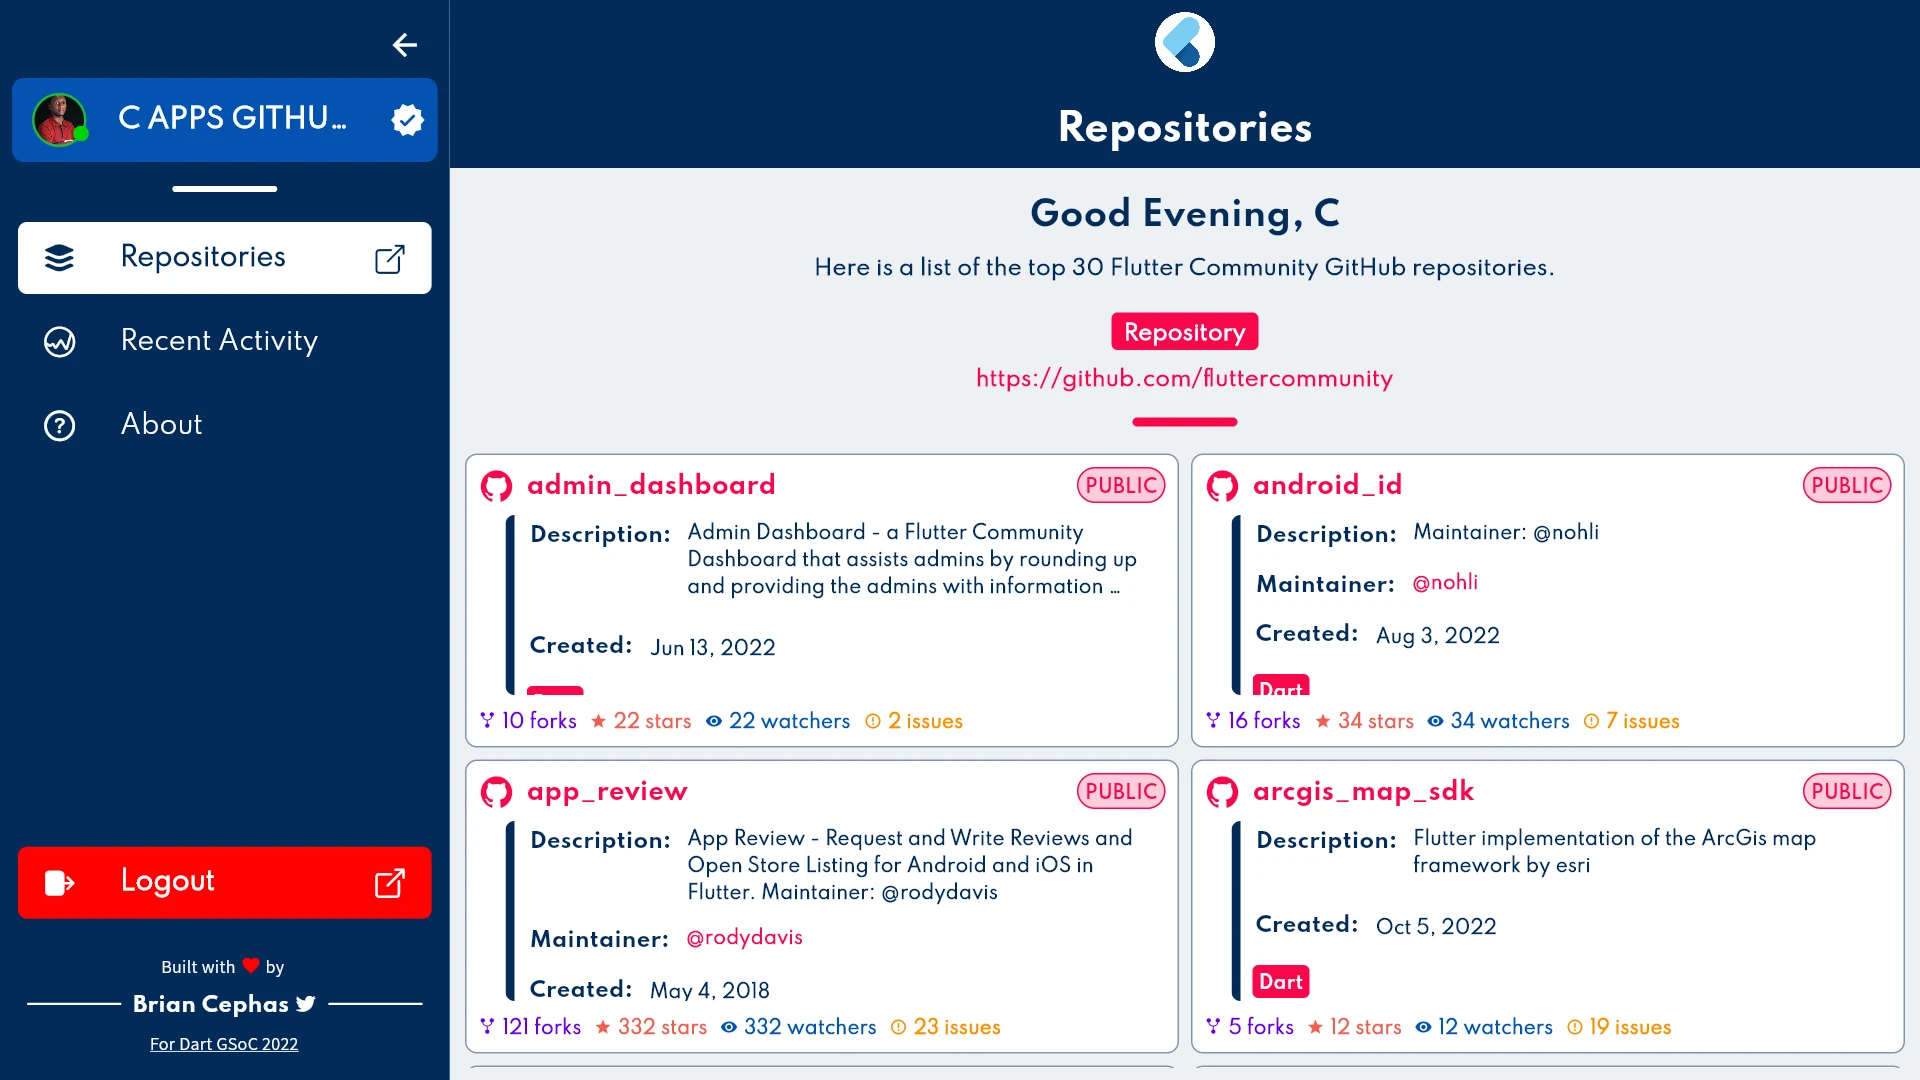 C APPS GITHU...
Repositories
Recent Activity
About
Logout
Built with ❤ by
Brian Cephas
For Dart GSoC 2022
Repositories
Good Evening, C
Here is a list of the top 30 Flutter Community GitHub repositories.
Repository
https://github.com/fluttercommunity
admin_dashboard PUBLIC
Description: Admin Dashboard - a Flutter Community
Dashboard that assists admins by rounding up
and providing the admins with information ...
Created: Jun 13, 2022
10 forks 22 stars 22 watchers 2 issues
android_id PUBLIC
Description: Maintainer: @nohli
Maintainer: @nohli
Created: Aug 3, 2022
Dart
16 forks 34 stars 34 watchers 7 issues
app_review PUBLIC
Description: App Review - Request and Write Reviews and
Open Store Listing for Android and iOS in
Flutter. Maintainer: @rodydavis
Maintainer: @rodydavis
Created: May 4, 2018
121 forks 332 stars 332 watchers 23 issues
arcgis_map_sdk PUBLIC
Description: Flutter implementation of the ArcGis map
framework by esri
Created: Oct 5, 2022
Dart
5 forks 12 stars 12 watchers 19 issues